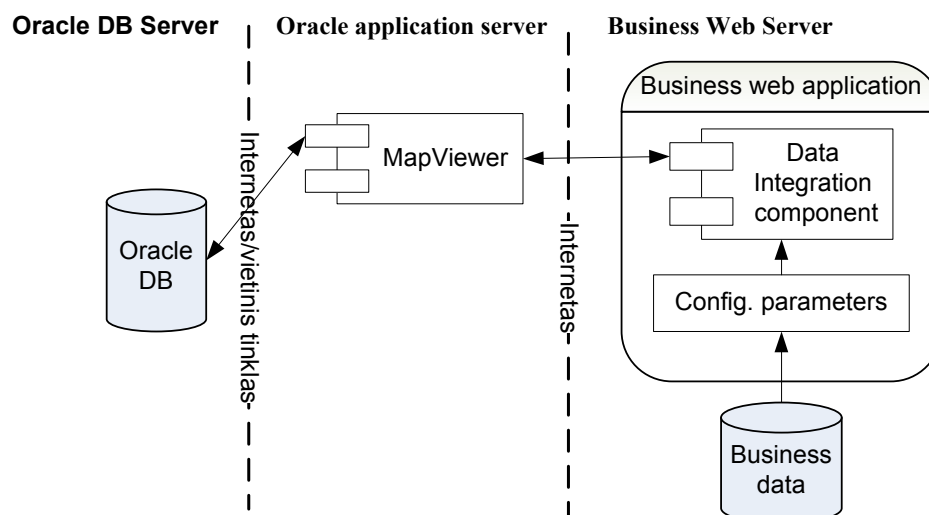 Oracle DB Server
Oracle application server
Business Web Server
Business web application
Internetas/vietinis tinklas
MapViewer
Data
Integration
component
Internetas
Oracle
DB
Config. parameters
Business
data